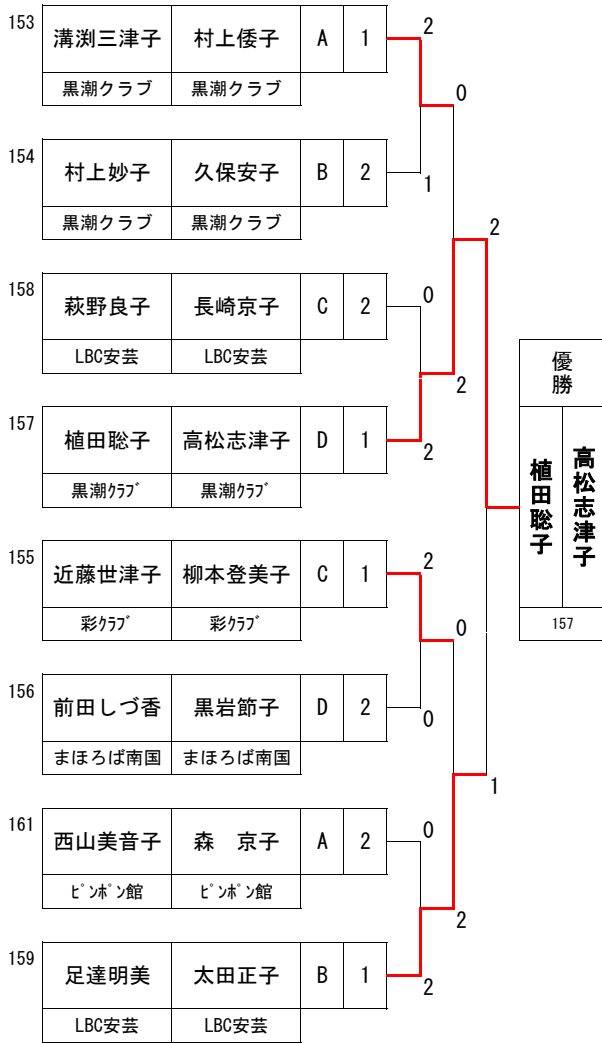 153 溝渕三津子 村上倭子 A 1 2
黒潮クラブ 黒潮クラブ
0
154 村上妙子 久保安子 B 2 1
黒潮クラブ 黒潮クラブ
2
158 萩野良子 長崎京子 C 2 0
LBC安芸 LBC安芸
2
157 植田聡子 高松志津子 D 1 2
黒潮クラブ 黒潮クラブ
155 近藤世津子 柳本登美子 C 1 2
彩クラブ 彩クラブ
0
156 前田しづ香 黒岩節子 D 2 0
まほろば南国 まほろば南国
1
161 西山美音子 森 京子 A 2 0
ピンポン館 ピンポン館
2
159 足達明美 太田正子 B 1 2
LBC安芸 LBC安芸
優勝
植田聡子 高松志津子
157